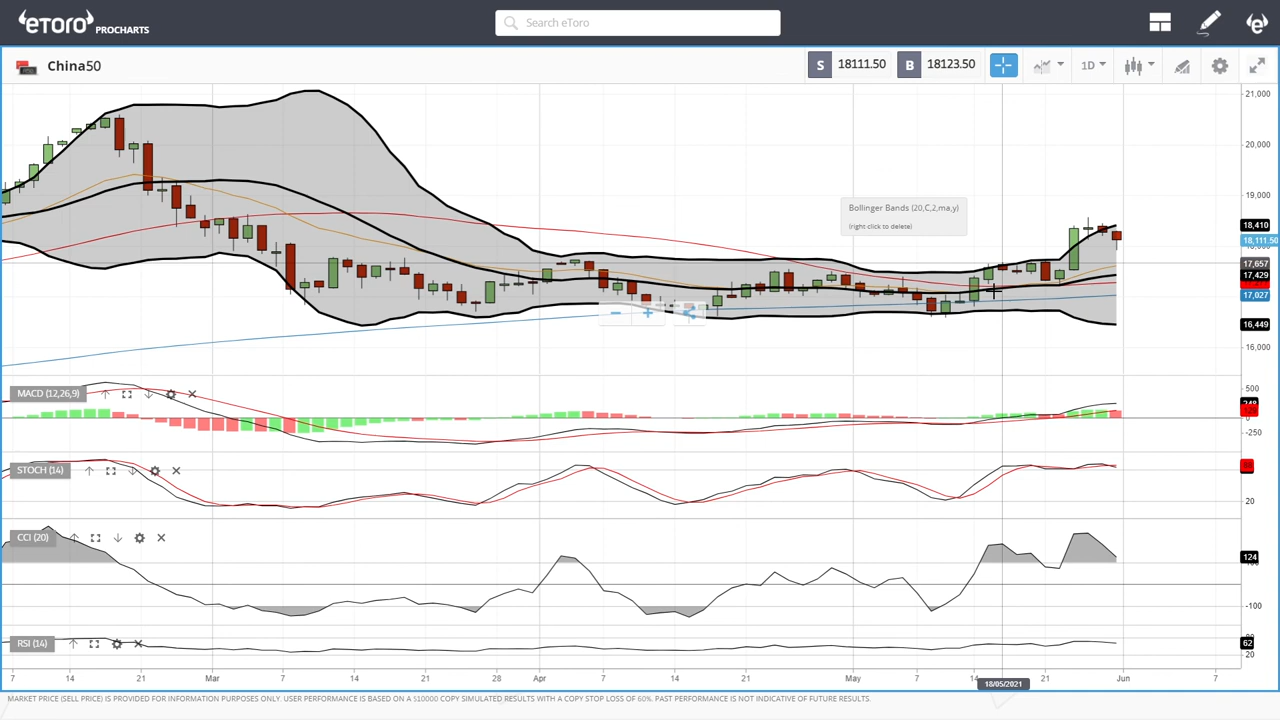 eToro PROCHARTS
Search eToro
China50
S 18111.50 B 18123.50
1D
21,000
20,000
19,000
Bollinger Bands (20,C,2,ma,y)
(right click to delete)
18,410
18,111.50
17,657
17,429
17,027
16,449
16,000
MACD (12,26,9)
500
-250
STOCH (14)
20
CCI (20)
124
-100
RSI (14)
62
20
7 14 21 Mar 7 14 21 28 Apr 7 14 21 May 7 14 21 Jun 7
18/05/2021
MARKET PRICE (SELL PRICE) IS PROVIDED FOR INFORMATION PURPOSES ONLY. USER PERFORMANCE IS BASED ON A $10000 COPY SIMULATED RESULTS WITH A COPY STOP LOSS OF 60%. PAST PERFORMANCE IS NOT INDICATIVE OF FUTURE RESULTS.